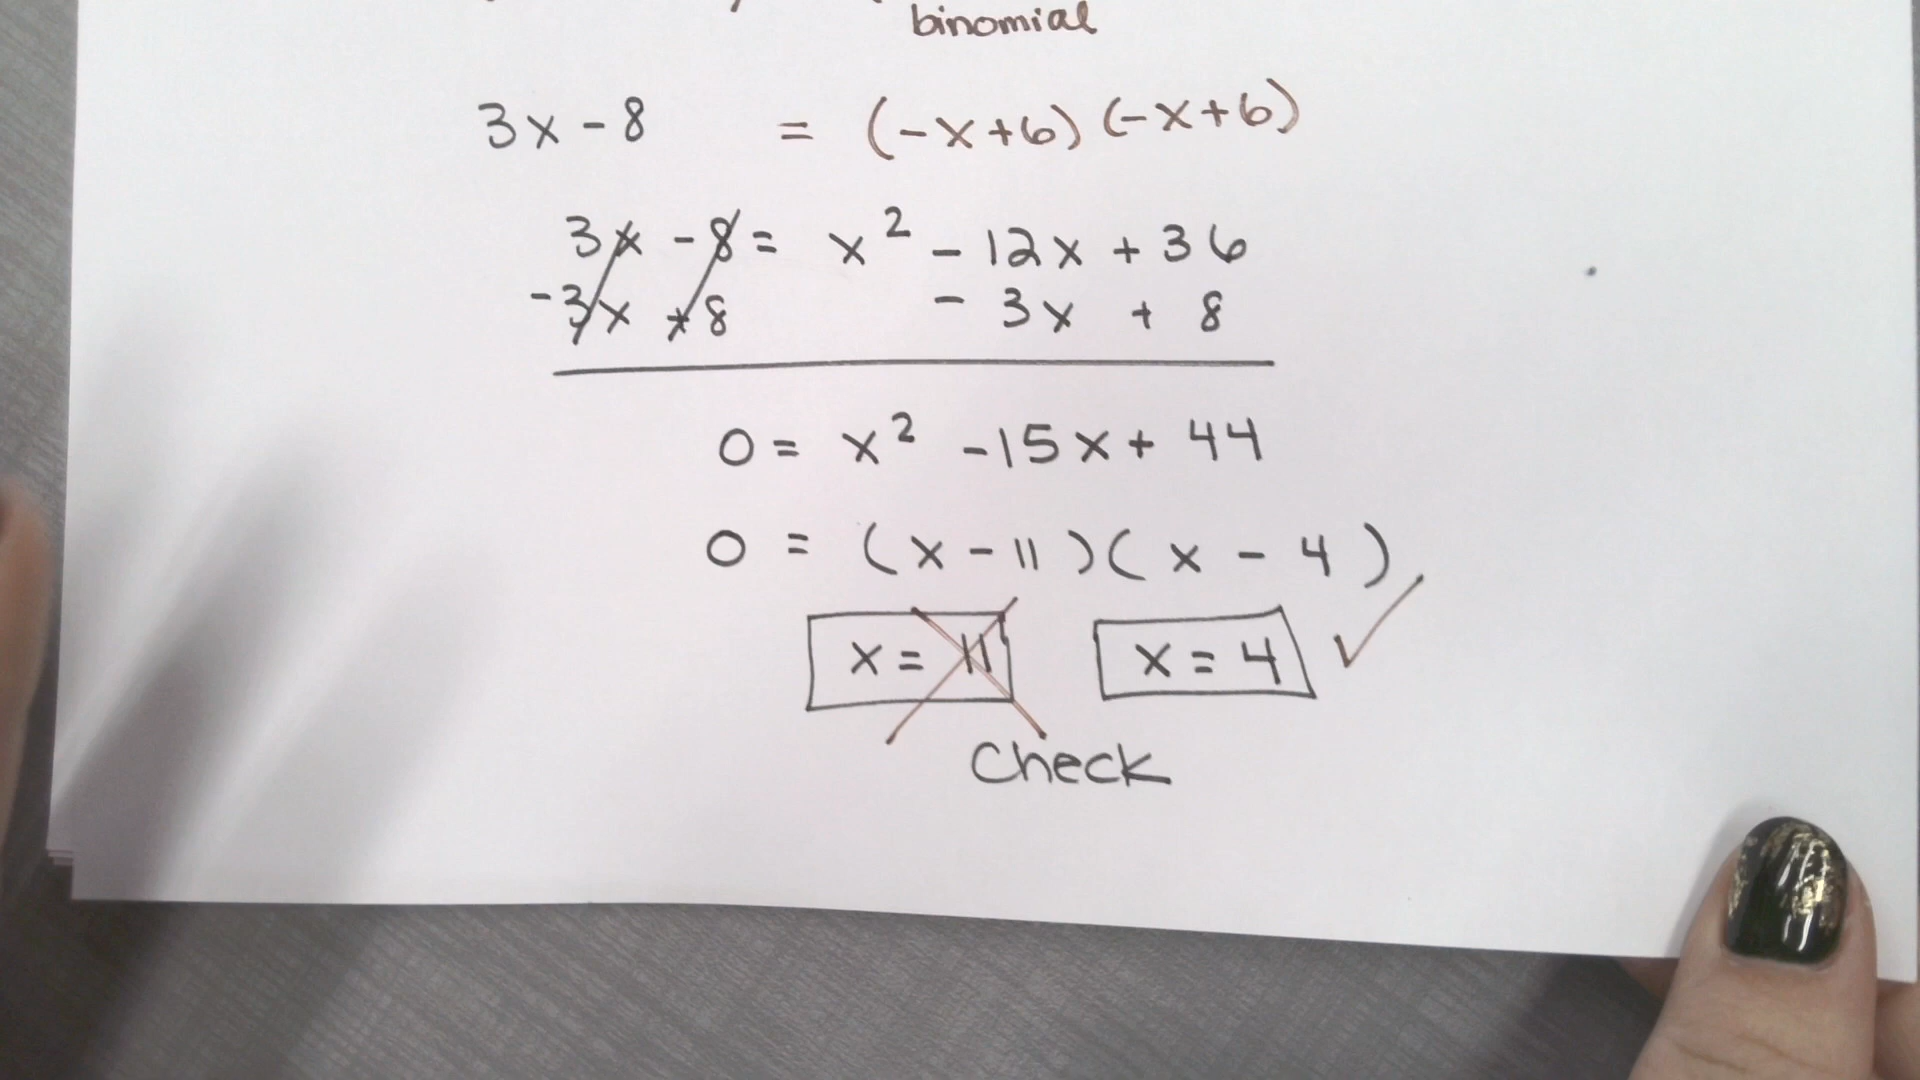 binomial
3x - 8 = (-x+6)(-x+6)
3x - 8 = x² - 12x + 36
-3x + 8 - 3x + 8
0 = x² - 15x + 44
0 = (x - 11)(x - 4)
x = 11 x = 4 ✓
Check